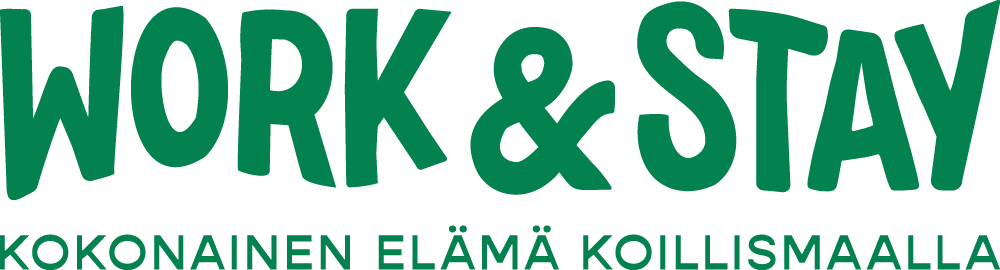 WORK & STAY
KOKONAINEN ELÄMÄ KOILLISMAALLA